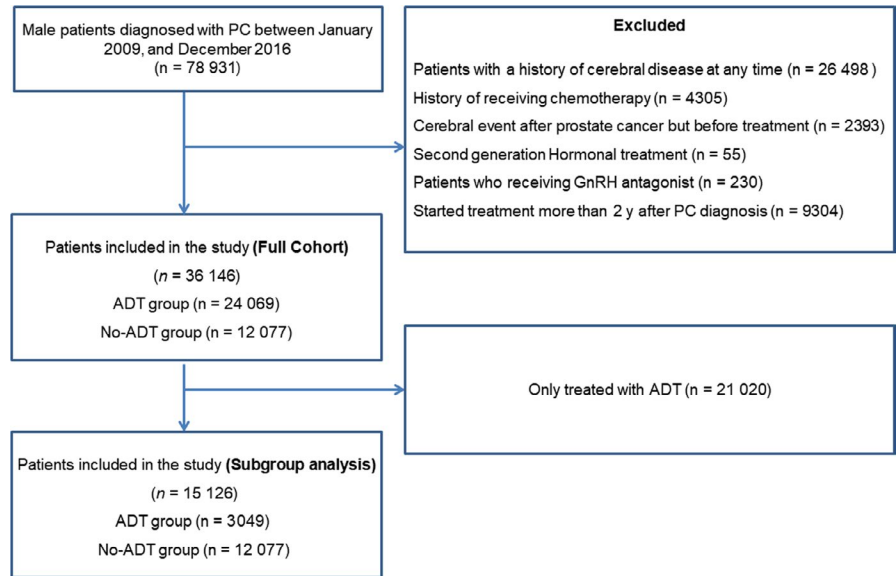 Male patients diagnosed with PC between January
2009, and December 2016
(n = 78 931)
Excluded
Patients with a history of cerebral disease at any time (n = 26 498 )
History of receiving chemotherapy (n = 4305)
Cerebral event after prostate cancer but before treatment (n = 2393)
Second generation Hormonal treatment (n = 55)
Patients who receiving GnRH antagonist (n = 230)
Started treatment more than 2 y after PC diagnosis (n = 9304)
Patients included in the study (Full Cohort)
(n = 36 146)
ADT group (n = 24 069)
No-ADT group (n = 12 077)
Only treated with ADT (n = 21 020)
Patients included in the study (Subgroup analysis)
(n = 15 126)
ADT group (n = 3049)
No-ADT group (n = 12 077)